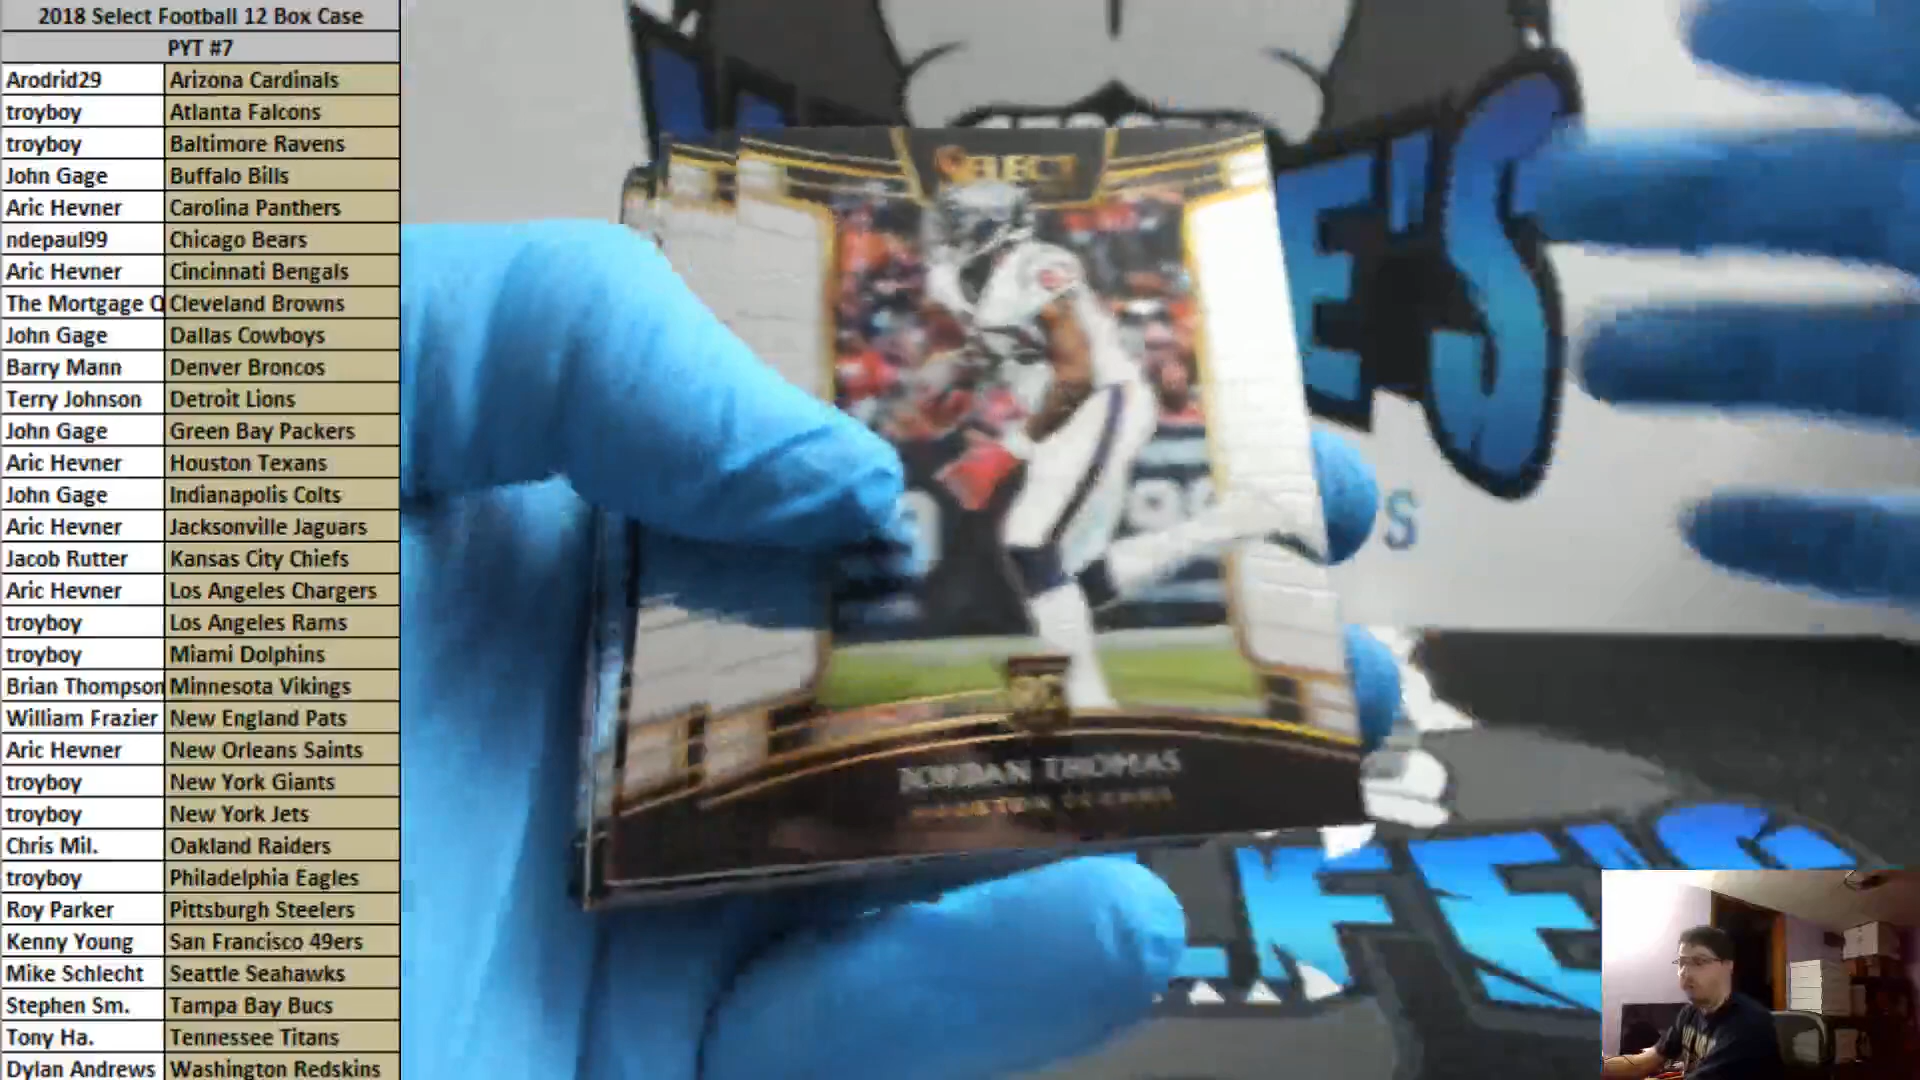 2018 Select Football 12 Box Case
PYT #7
Arodrid29 Arizona Cardinals
troyboy Atlanta Falcons
troyboy Baltimore Ravens
John Gage Buffalo Bills
Aric Hevner Carolina Panthers
ndepaul99 Chicago Bears
Aric Hevner Cincinnati Bengals
The Mortgage Cleveland Browns
John Gage Dallas Cowboys
Barry Mann Denver Broncos
Terry Johnson Detroit Lions
John Gage Green Bay Packers
Aric Hevner Houston Texans
John Gage Indianapolis Colts
Aric Hevner Jacksonville Jaguars
Jacob Rutter Kansas City Chiefs
Aric Hevner Los Angeles Chargers
troyboy Los Angeles Rams
troyboy Miami Dolphins
Brian Thompson Minnesota Vikings
William Frazier New England Pats
Aric Hevner New Orleans Saints
troyboy New York Giants
troyboy New York Jets
Chris Mil. Oakland Raiders
troyboy Philadelphia Eagles
Roy Parker Pittsburgh Steelers
Kenny Young San Francisco 49ers
Mike Schlecht Seattle Seahawks
Stephen Sm. Tampa Bay Bucs
Tony Ha. Tennessee Titans
Dylan Andrews Washington Redskins
SELECT
E'S
S
JORDAN THOMAS
HOUSTON TEXANS